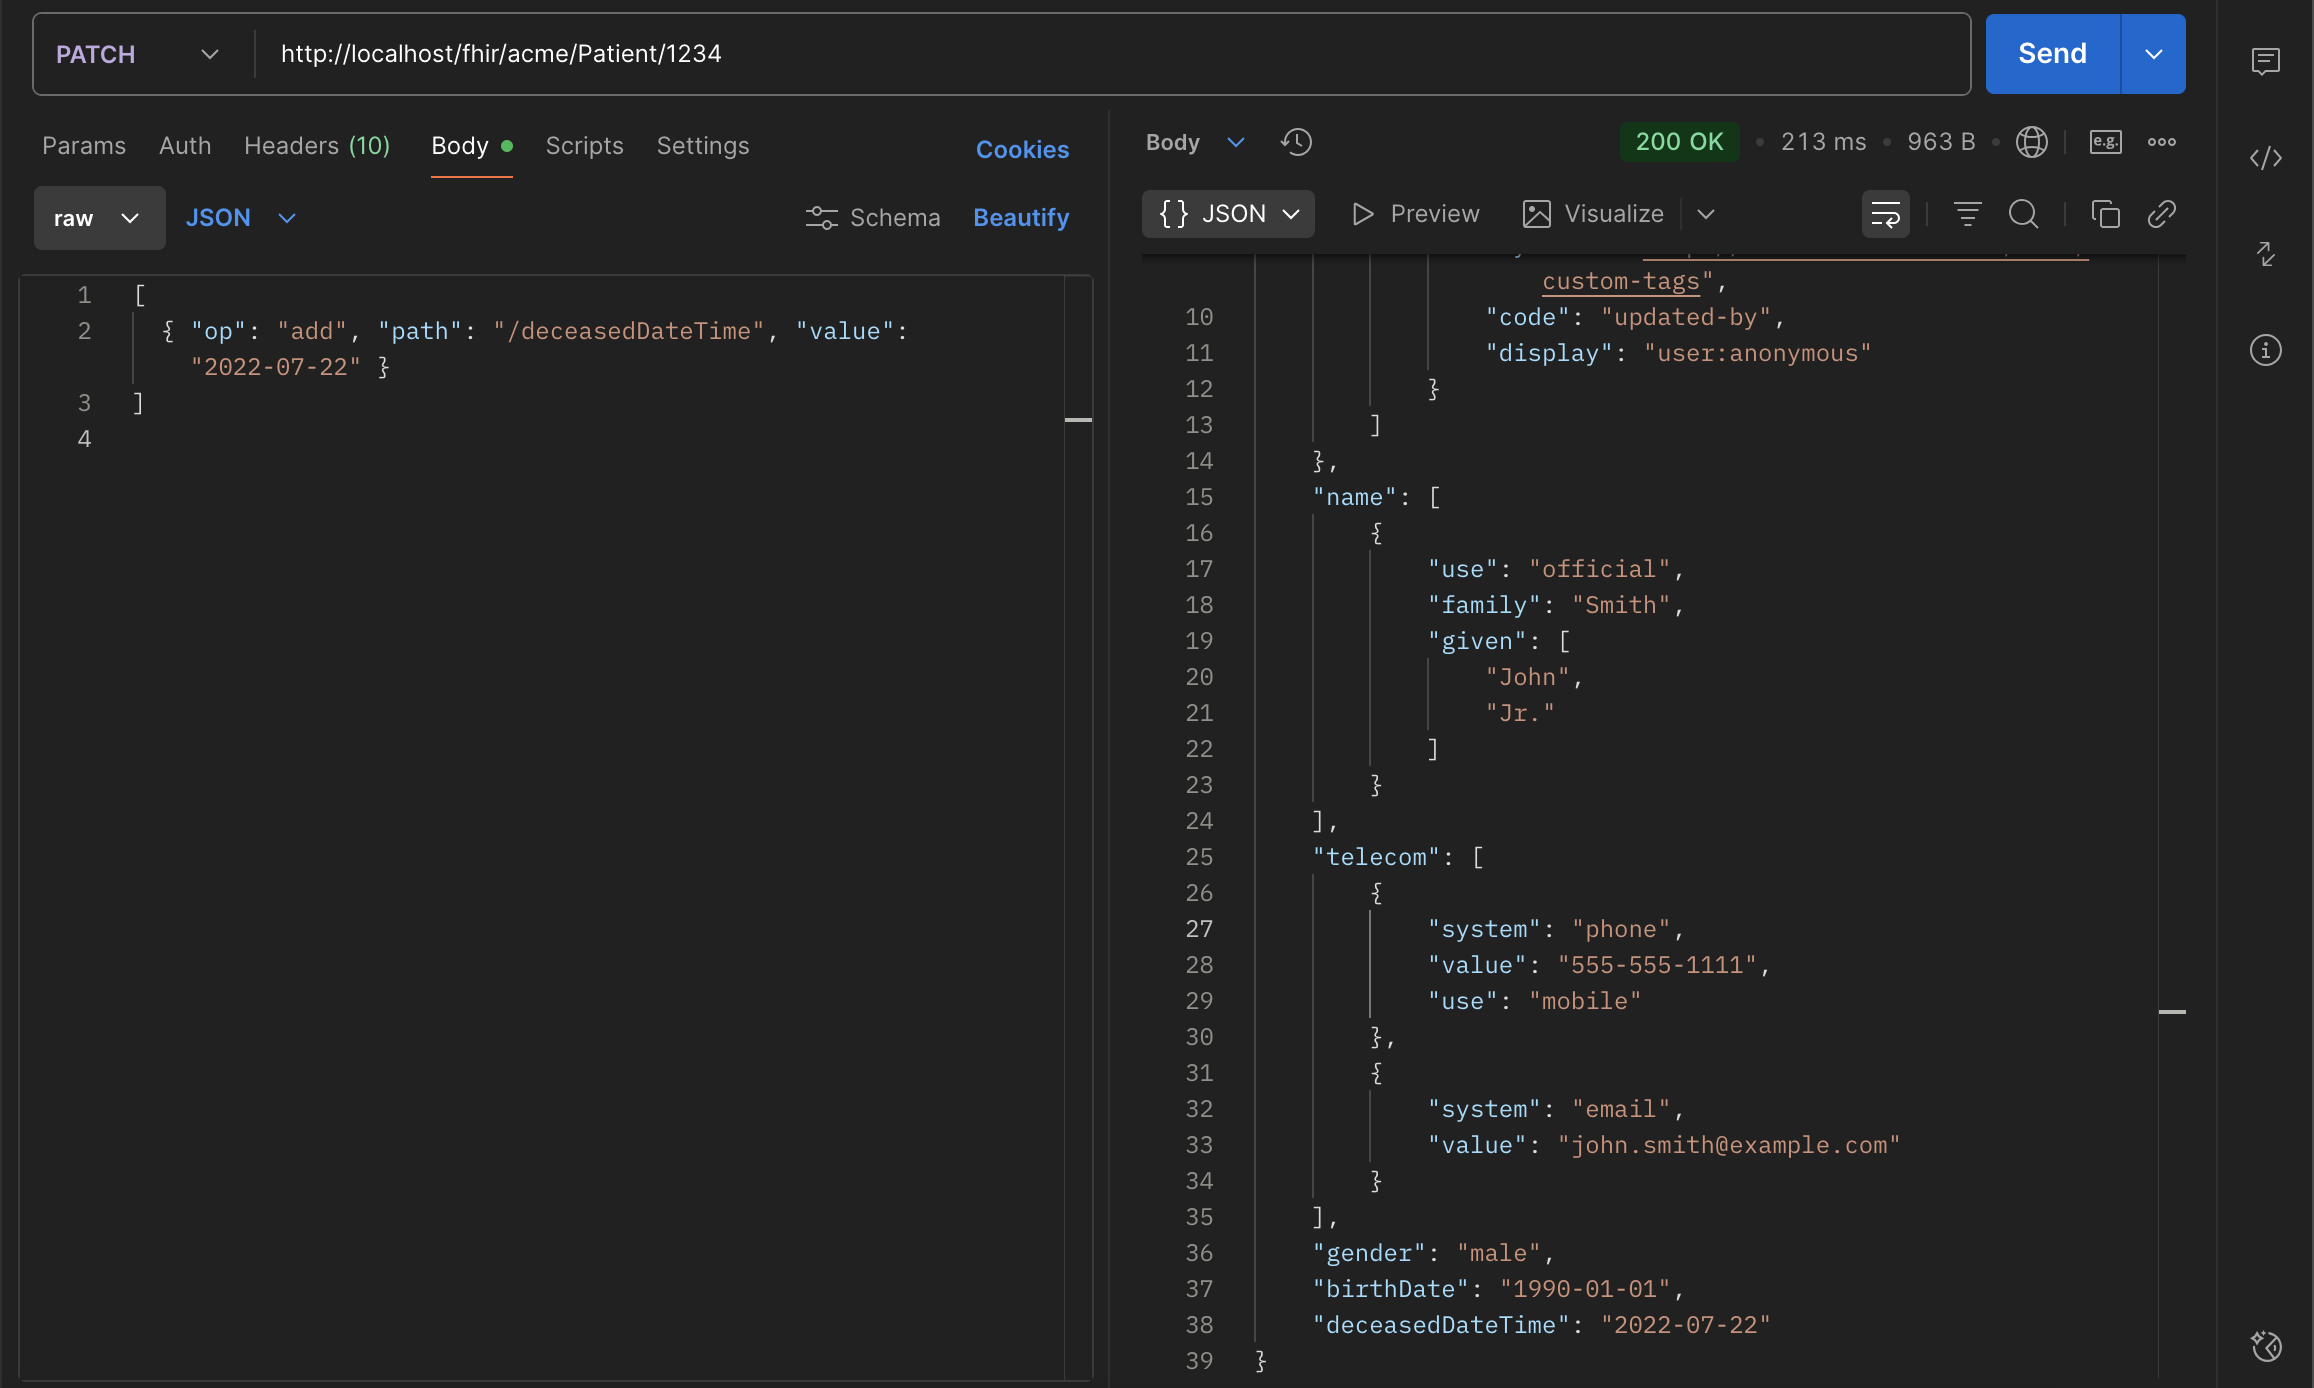 PATCH http://localhost/fhir/acme/Patient/1234 Send
Params Auth Headers (10) Body Scripts Settings Cookies
raw JSON Schema Beautify
1 [
2 { "op": "add", "path": "/deceasedDateTime", "value":
"2022-07-22" }
3 ]
4
Body 200 OK 213 ms 963 B e.g.
{} JSON Preview Visualize
custom-tags",
10 "code": "updated-by",
11 "display": "user:anonymous"
12 }
13 ]
14 },
15 "name": [
16 {
17 "use": "official",
18 "family": "Smith",
19 "given": [
20 "John",
21 "Jr."
22 ]
23 }
24 ],
25 "telecom": [
26 {
27 "system": "phone",
28 "value": "555-555-1111",
29 "use": "mobile"
30 },
31 {
32 "system": "email",
33 "value": "john.smith@example.com"
34 }
35 ],
36 "gender": "male",
37 "birthDate": "1990-01-01",
38 "deceasedDateTime": "2022-07-22"
39 }